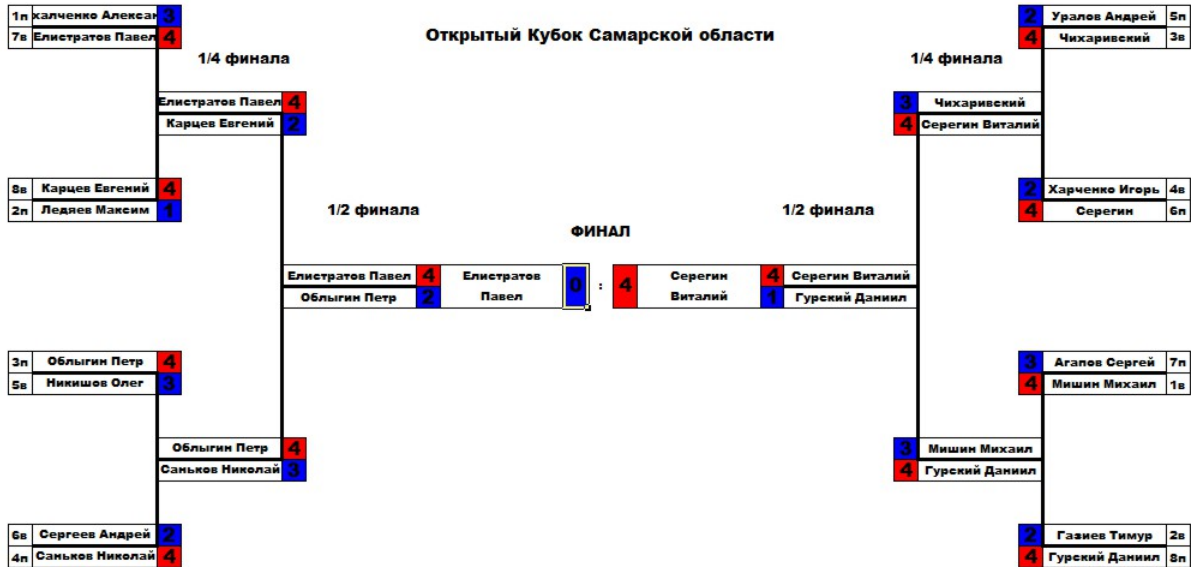 Открытый Кубок Самарской области
1п халченко Алексан 3
7в Елистратов Павел 4
1/4 финала
Елистратов Павел 4
Карцев Евгений 2
8в Карцев Евгений 4
2п Ледяев Максим 1
1/2 финала
Елистратов Павел 4
Облыгин Петр 2
3п Облыгин Петр 4
5в Никишов Олег 3
Облыгин Петр 4
Саньков Николай 3
6в Сергеев Андрей 2
4п Саньков Николай 4
ФИНАЛ
Елистратов Павел 0 : 4 Серегин Виталий
2 Уралов Андрей 5п
4 Чихаривский 3в
1/4 финала
3 Чихаривский
4 Серегин Виталий
2 Харченко Игорь 4в
4 Серегин 6п
1/2 финала
4 Серегин Виталий
1 Гурский Даниил
3 Агапов Сергей 7п
4 Мишин Михаил 1в
3 Мишин Михаил
4 Гурский Даниил
2 Газиев Тимур 2в
4 Гурский Даниил 8п